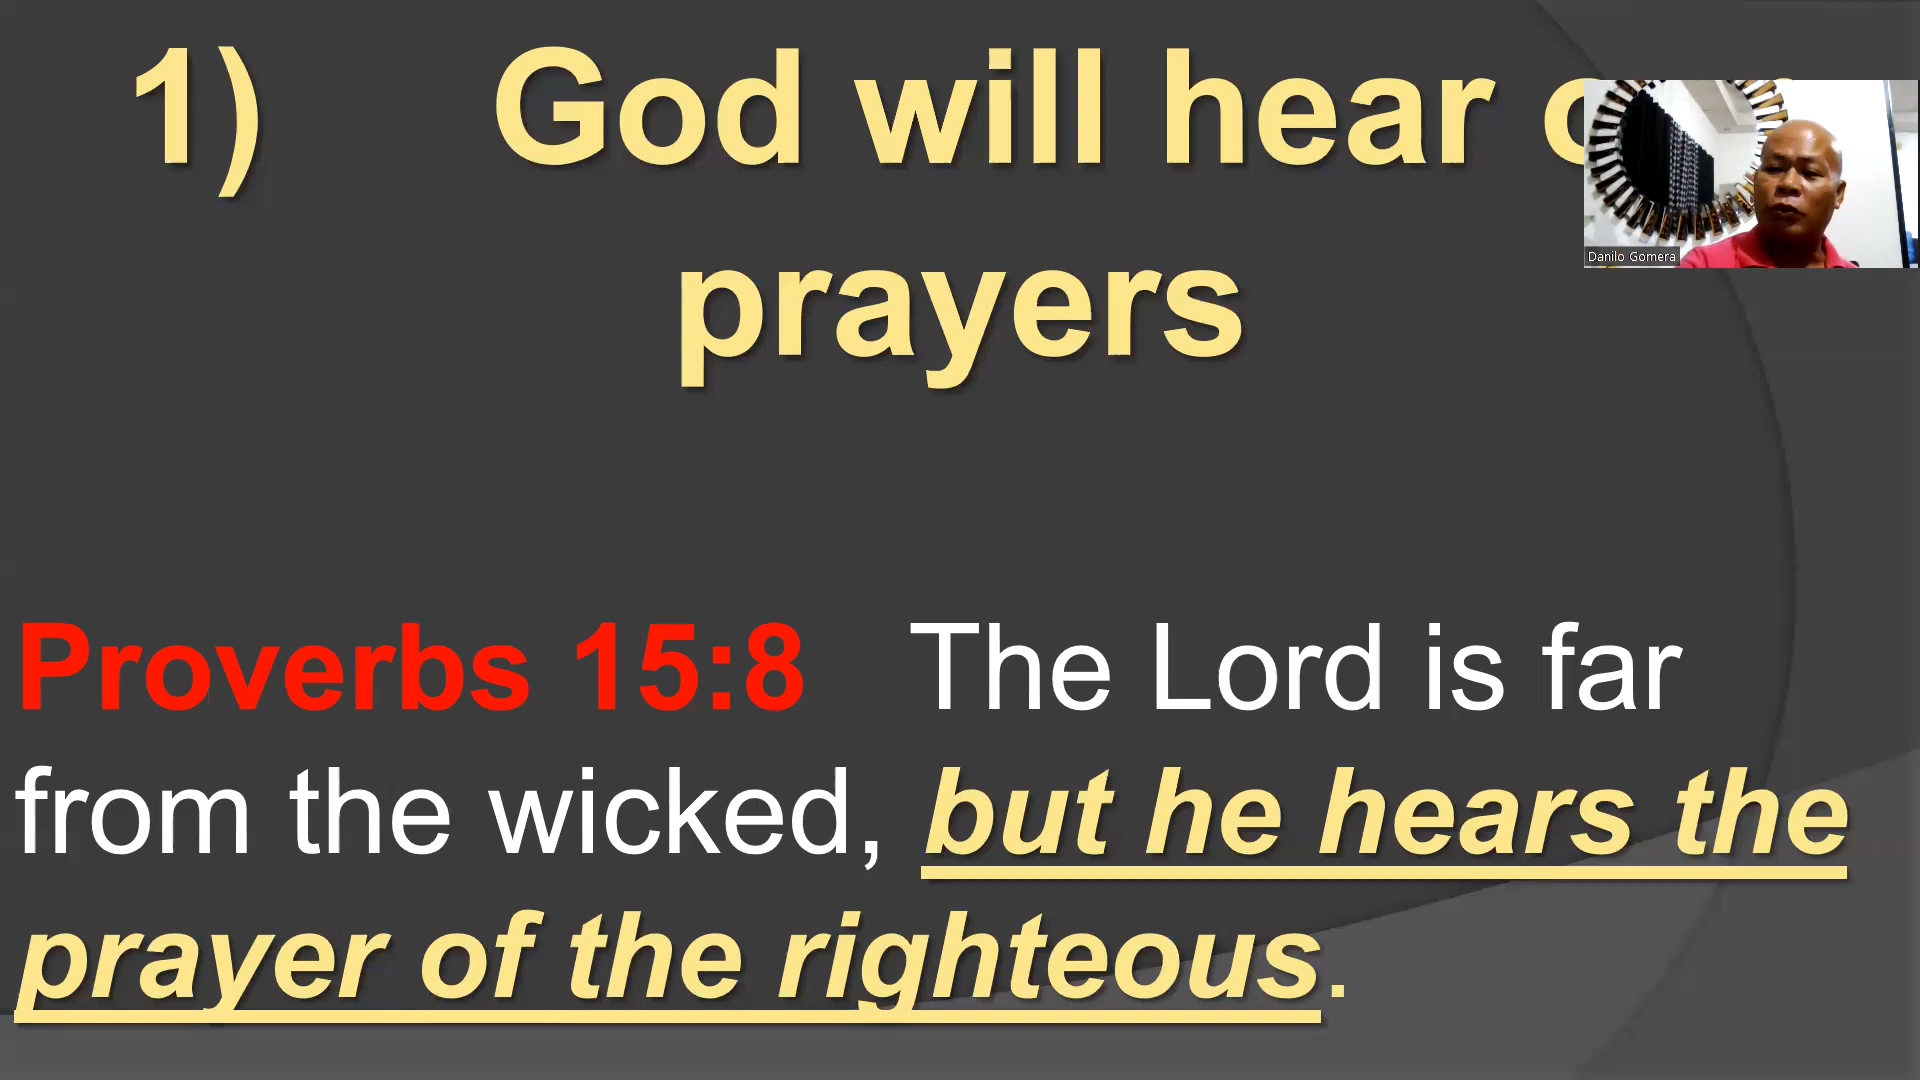 1) God will hear
prayers
Danilo Gomera
Proverbs 15:8 The Lord is far
from the wicked, but he hears the
prayer of the righteous.